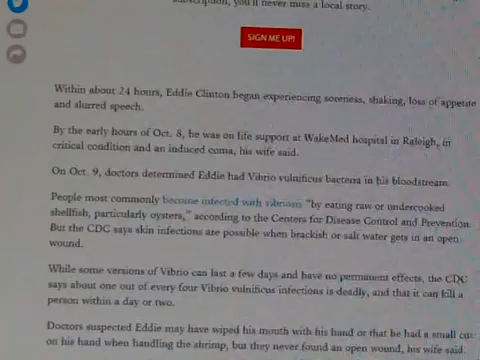 subscription, you'll never miss a local story.
SIGN ME UP!
Within about 24 hours, Eddie Clinton began experiencing soreness, shaking, loss of appetite
and slurred speech.
By the early hours of Oct. 8, he was on life support at WakeMed hospital in Raleigh, in
critical condition and an induced coma, his wife said.
On Oct. 9, doctors determined Eddie had Vibrio vulnificus bacteria in his bloodstream.
People most commonly become infected with vibriosis "by eating raw or undercooked
shellfish, particularly oysters," according to the Centers for Disease Control and Prevention.
But the CDC says skin infections are possible when brackish or salt water gets in an open
wound.
While some versions of Vibrio can last a few days and have no permanent effects, the CDC
says about one out of every four Vibrio vulnificus infections is deadly, and that it can kill a
person within a day or two.
Doctors suspected Eddie may have wiped his mouth with his hand or that he had a small cut
on his hand when handling the shrimp, but they never found an open wound, his wife said.